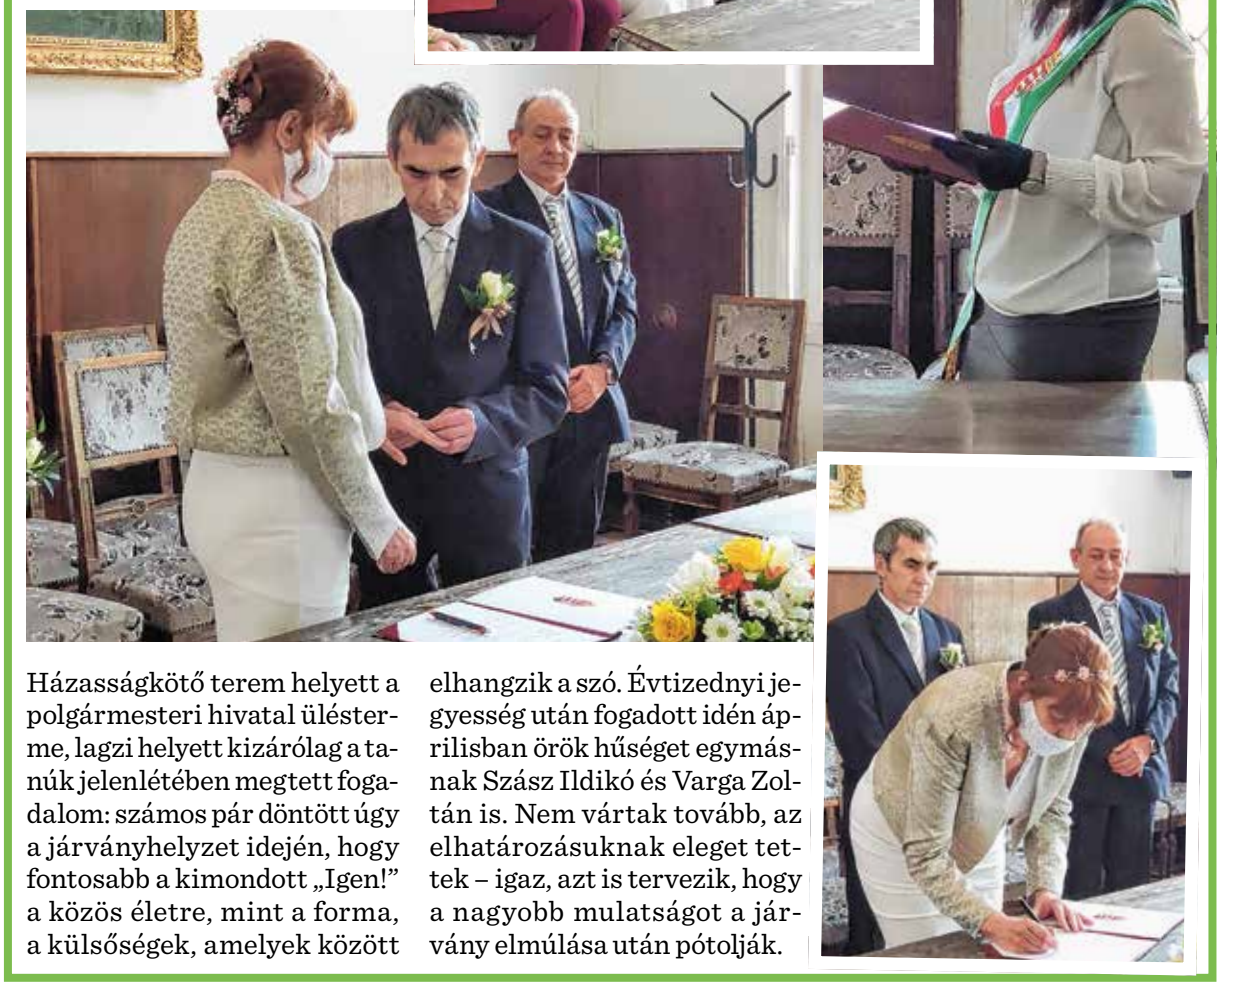 Házasságkötő terem helyett a
polgármesteri hivatal üléster-
me, lagzi helyett kizárólag a ta-
núk jelenlétében megtett foga-
dalom: számos pár döntött úgy
a járványhelyzet idején, hogy
fontosabb a kimondott „Igen!”
a közös életre, mint a forma,
a külsőségek, amelyek között
elhangzik a szó. Évtizednyi je-
gyesség után fogadott idén áp-
rilisban örök hűséget egymás-
nak Szász Ildikó és Varga Zol-
tán is. Nem vártak tovább, az
elhatározásuknak eleget tet-
tek – igaz, azt is tervezik, hogy
a nagyobb mulatságot a jár-
vány elmúlása után pótolják.